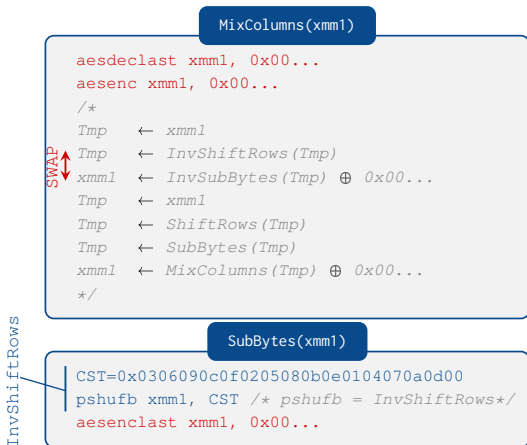 MixColumns(xmm1)
aesdeclast xmm1, 0x00...
aesenc xmm1, 0x00...
/*
Tmp ← xmm1
Tmp ← InvShiftRows(Tmp)
xmm1 ← InvSubBytes(Tmp) ⊕ 0x00...
Tmp ← xmm1
Tmp ← ShiftRows(Tmp)
Tmp ← SubBytes(Tmp)
xmm1 ← MixColumns(Tmp) ⊕ 0x00...
*/
SWAP
SubBytes(xmm1)
CST=0x0306090c0f0205080b0e0104070a0d00
pshufb xmm1, CST /* pshufb = InvShiftRows*/
aesenclast xmm1, 0x00...
InvShiftRows